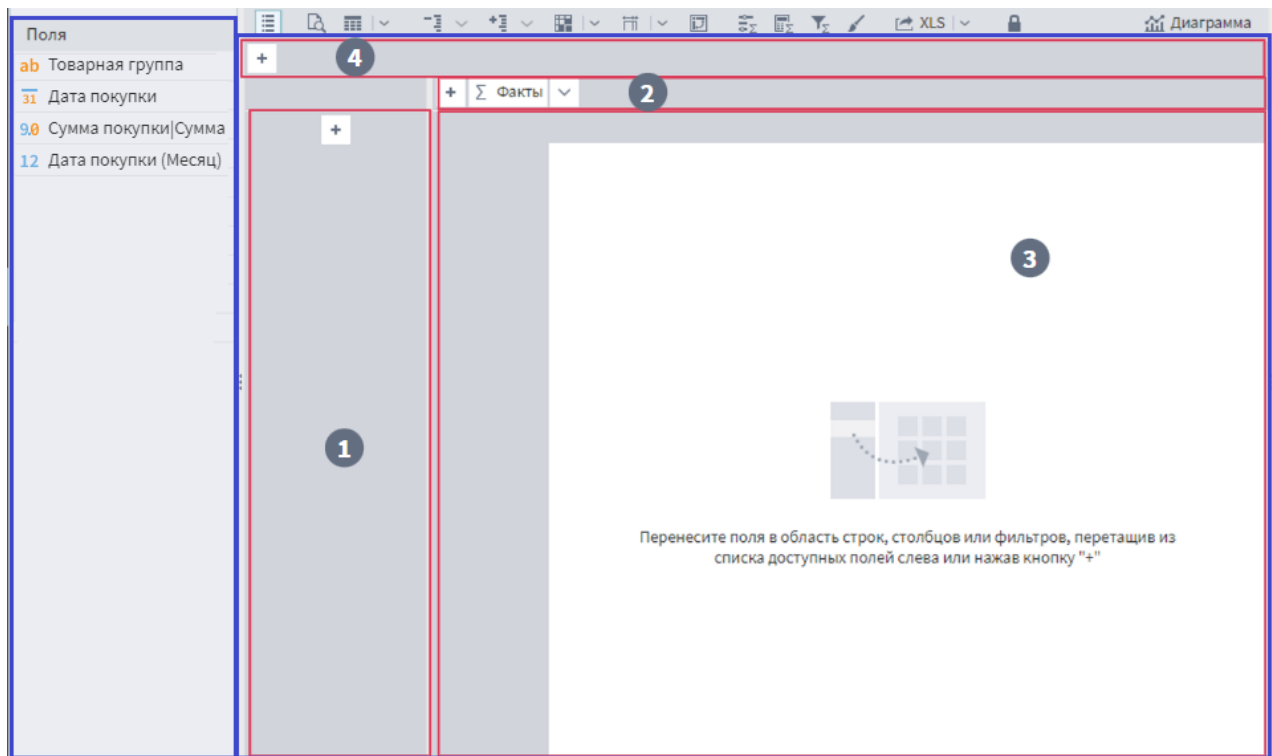 Поля
XLS
Диаграмма
ab Товарная группа
+
4
31 Дата покупки
+ Σ Факты
2
9.0 Сумма покупки|Сумма
+
12 Дата покупки (Месяц)
3
1
Перенесите поля в область строк, столбцов или фильтров, перетащив из
списка доступных полей слева или нажав кнопку "+"